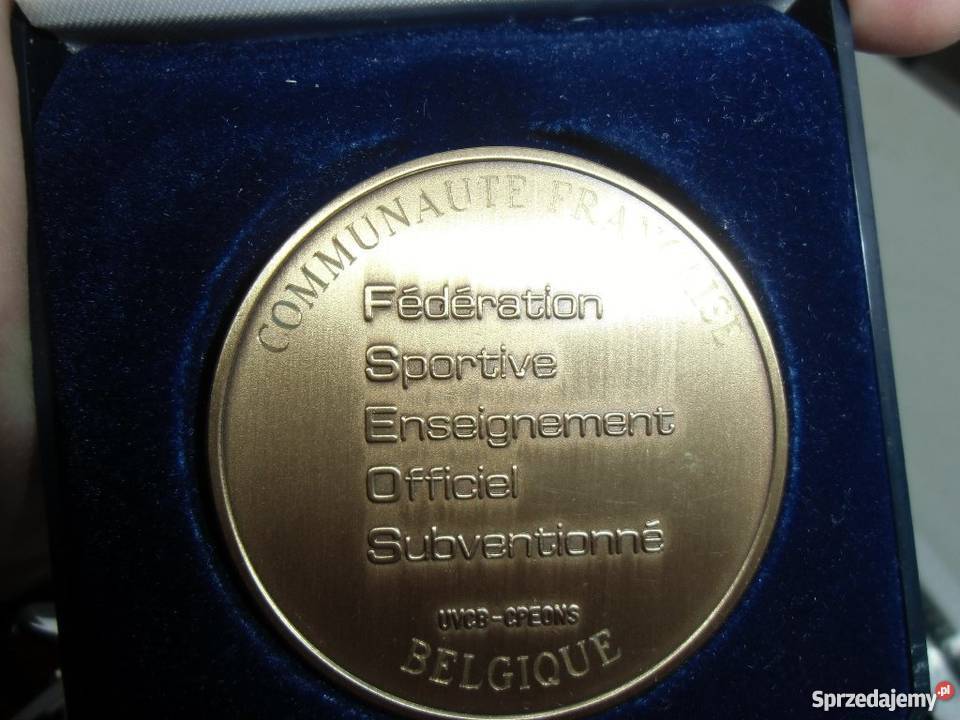 COMMUNAUTE FRANÇAISE
Fédération
Sportive
Enseignement
Officiel
Subventionné
UVCB-CPEONS
BELGIQUE
Sprzedajemy.pl